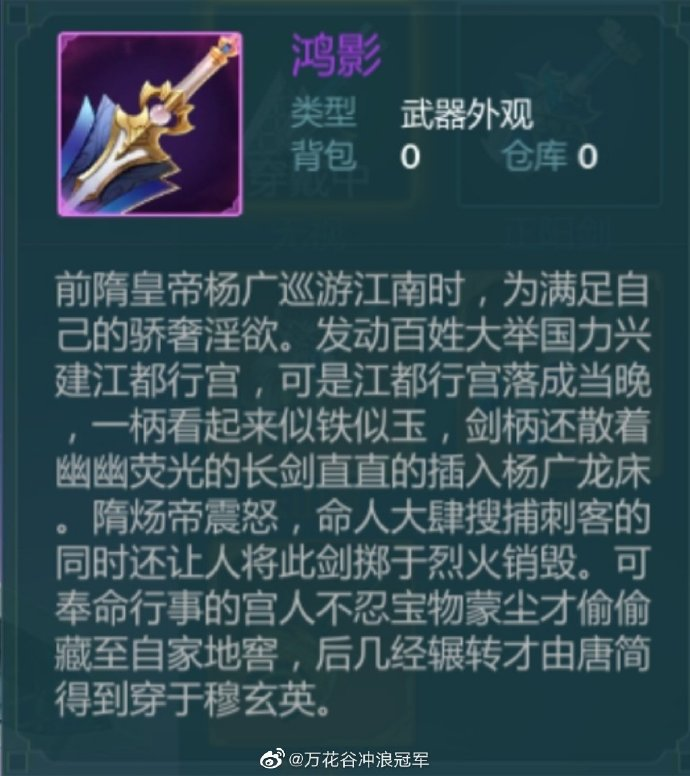 鸿影
类型 武器外观
背包 0 仓库 0
前隋皇帝杨广巡游江南时，为满足自
己的骄奢淫欲。发动百姓大举国力兴
建江都行宫，可是江都行宫落成当晚
，一柄看起来似铁似玉，剑柄还散着
幽幽荧光的长剑直直的插入杨广龙床
。隋炀帝震怒，命人大肆搜捕刺客的
同时还让人将此剑掷于烈火销毁。可
奉命行事的宫人不忍宝物蒙尘才偷偷
藏至自家地窖，后几经辗转才由唐简
得到穿于穆玄英。
@万花谷冲浪冠军